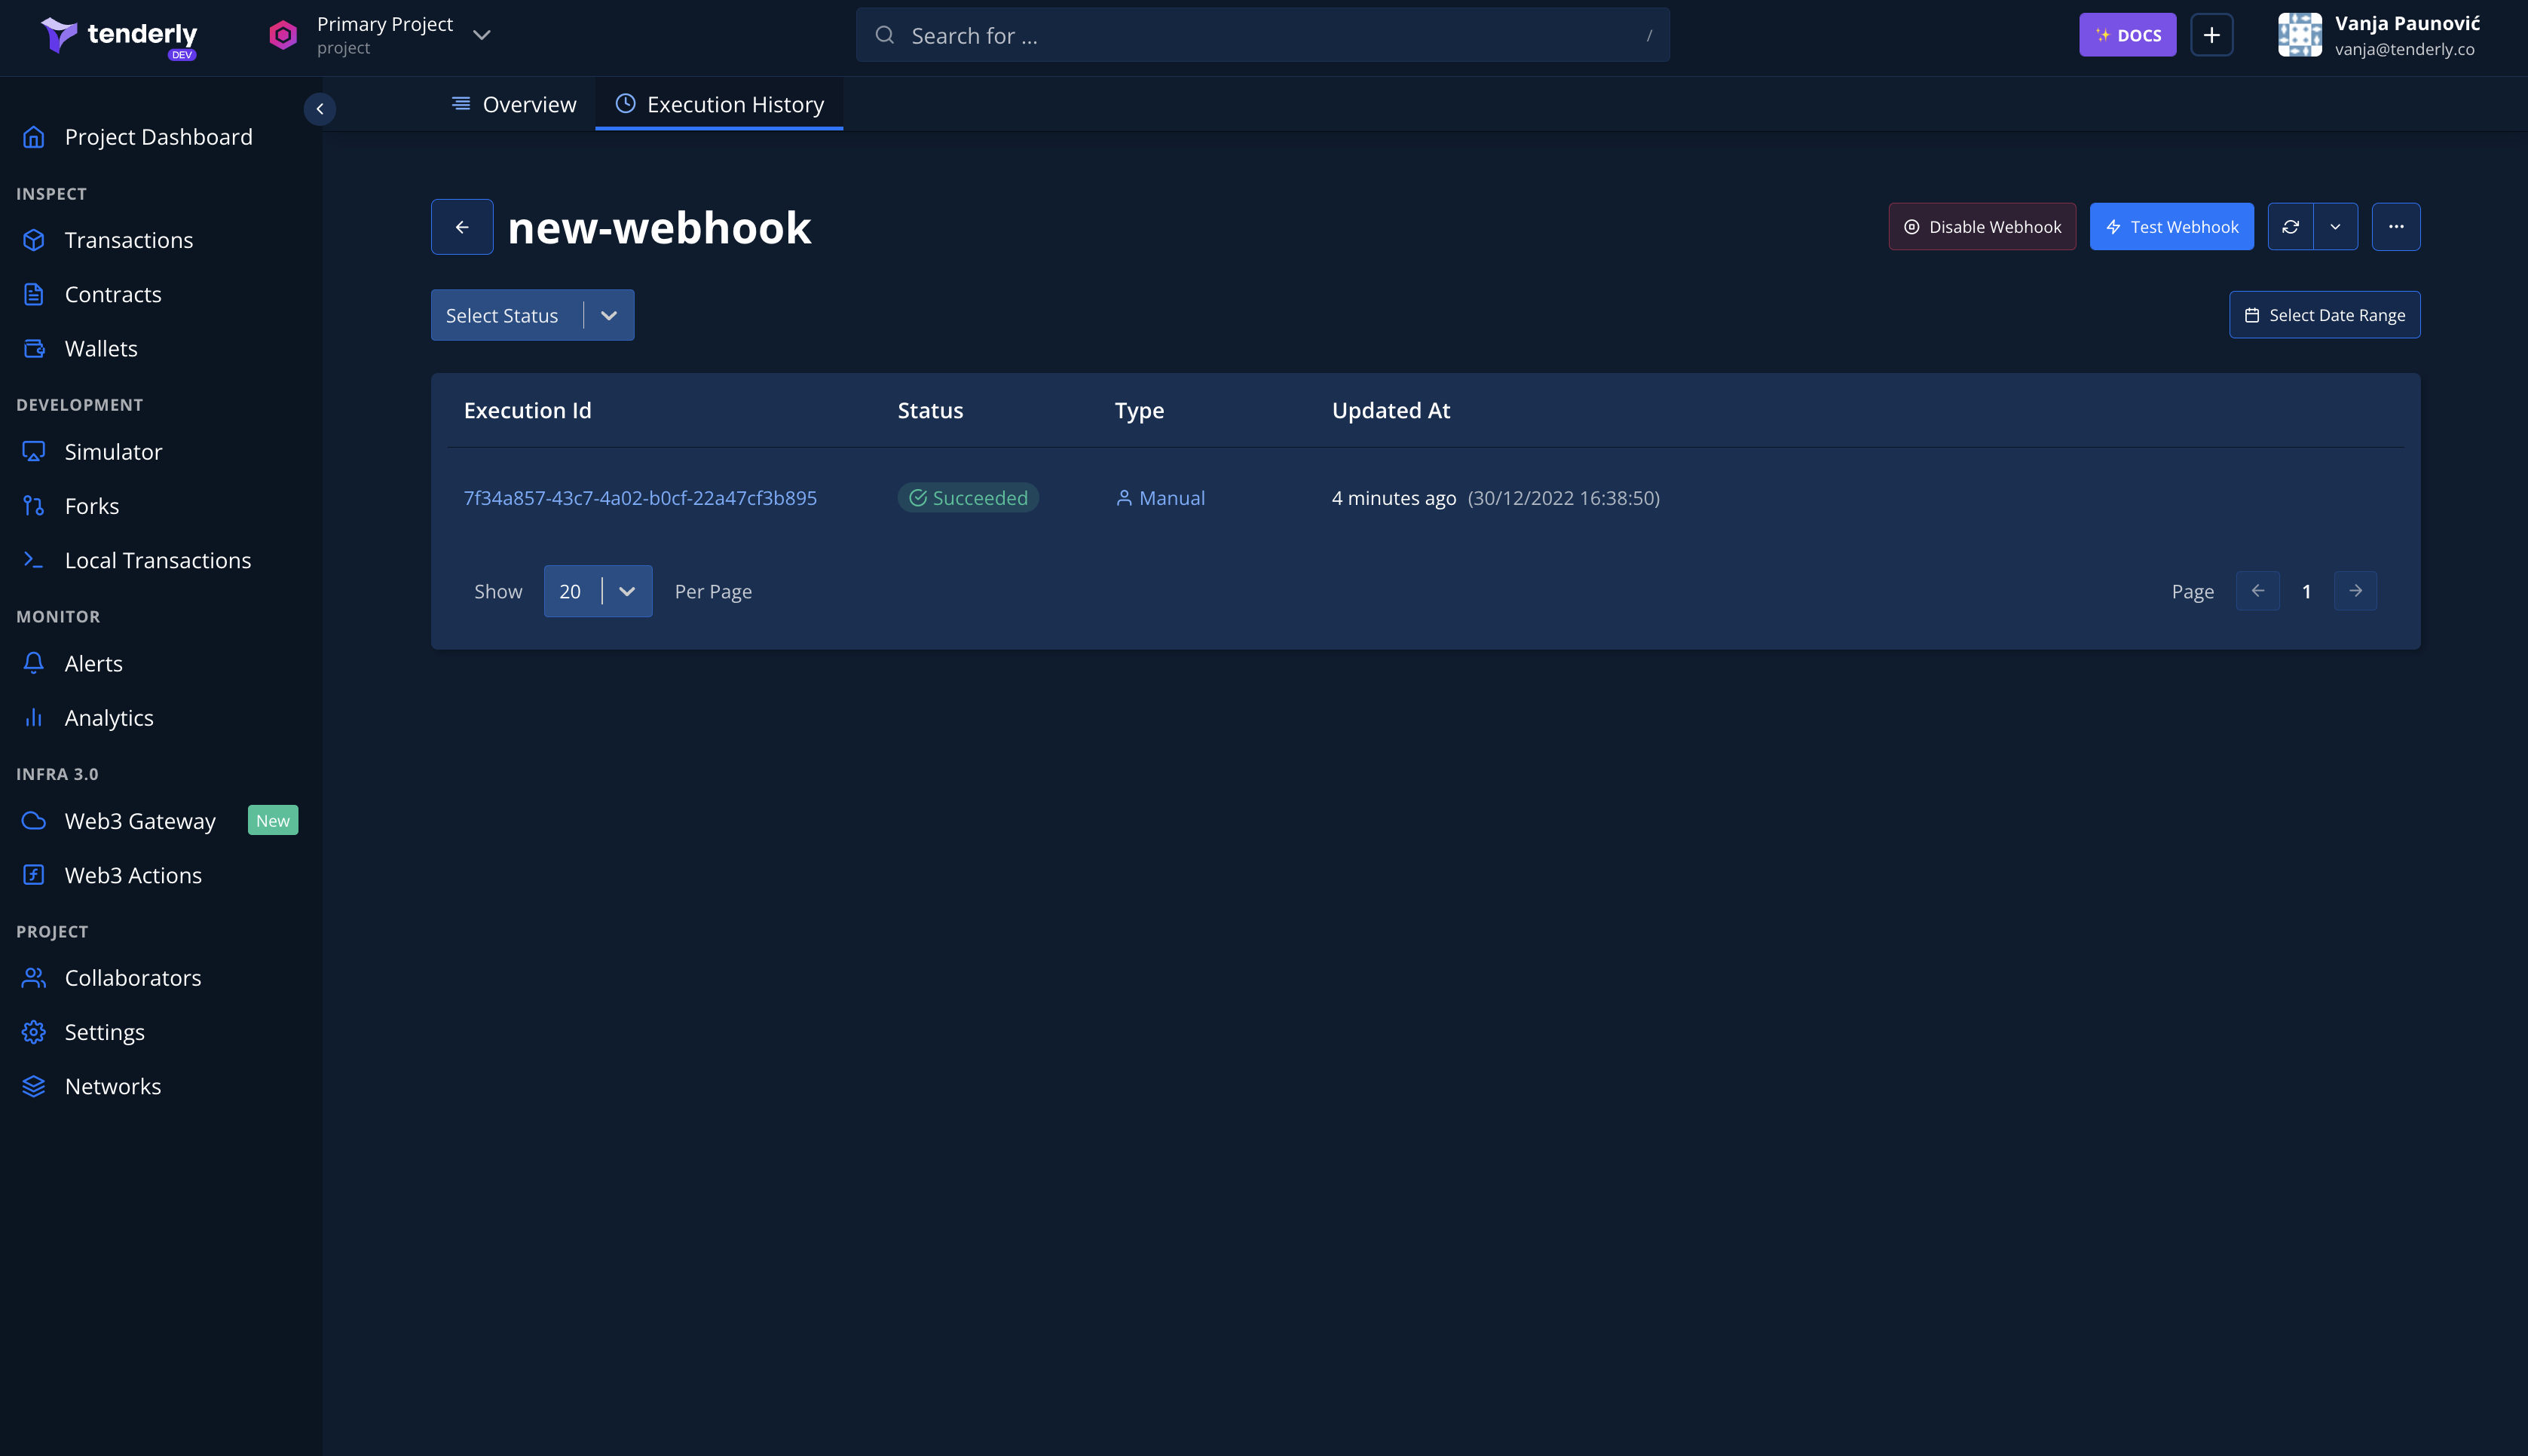 tenderly
DEV
Primary Project
project
Search for ...
/
DOCS
Vanja Paunović
vanja@tenderly.co
Overview
Execution History
Project Dashboard
INSPECT
Transactions
Contracts
Wallets
DEVELOPMENT
Simulator
Forks
Local Transactions
MONITOR
Alerts
Analytics
INFRA 3.0
Web3 Gateway New
Web3 Actions
PROJECT
Collaborators
Settings
Networks
new-webhook
Disable Webhook
Test Webhook
Select Status
Select Date Range
Execution Id Status Type Updated At
7f34a857-43c7-4a02-b0cf-22a47cf3b895 Succeeded Manual 4 minutes ago (30/12/2022 16:38:50)
Show 20 Per Page
Page 1